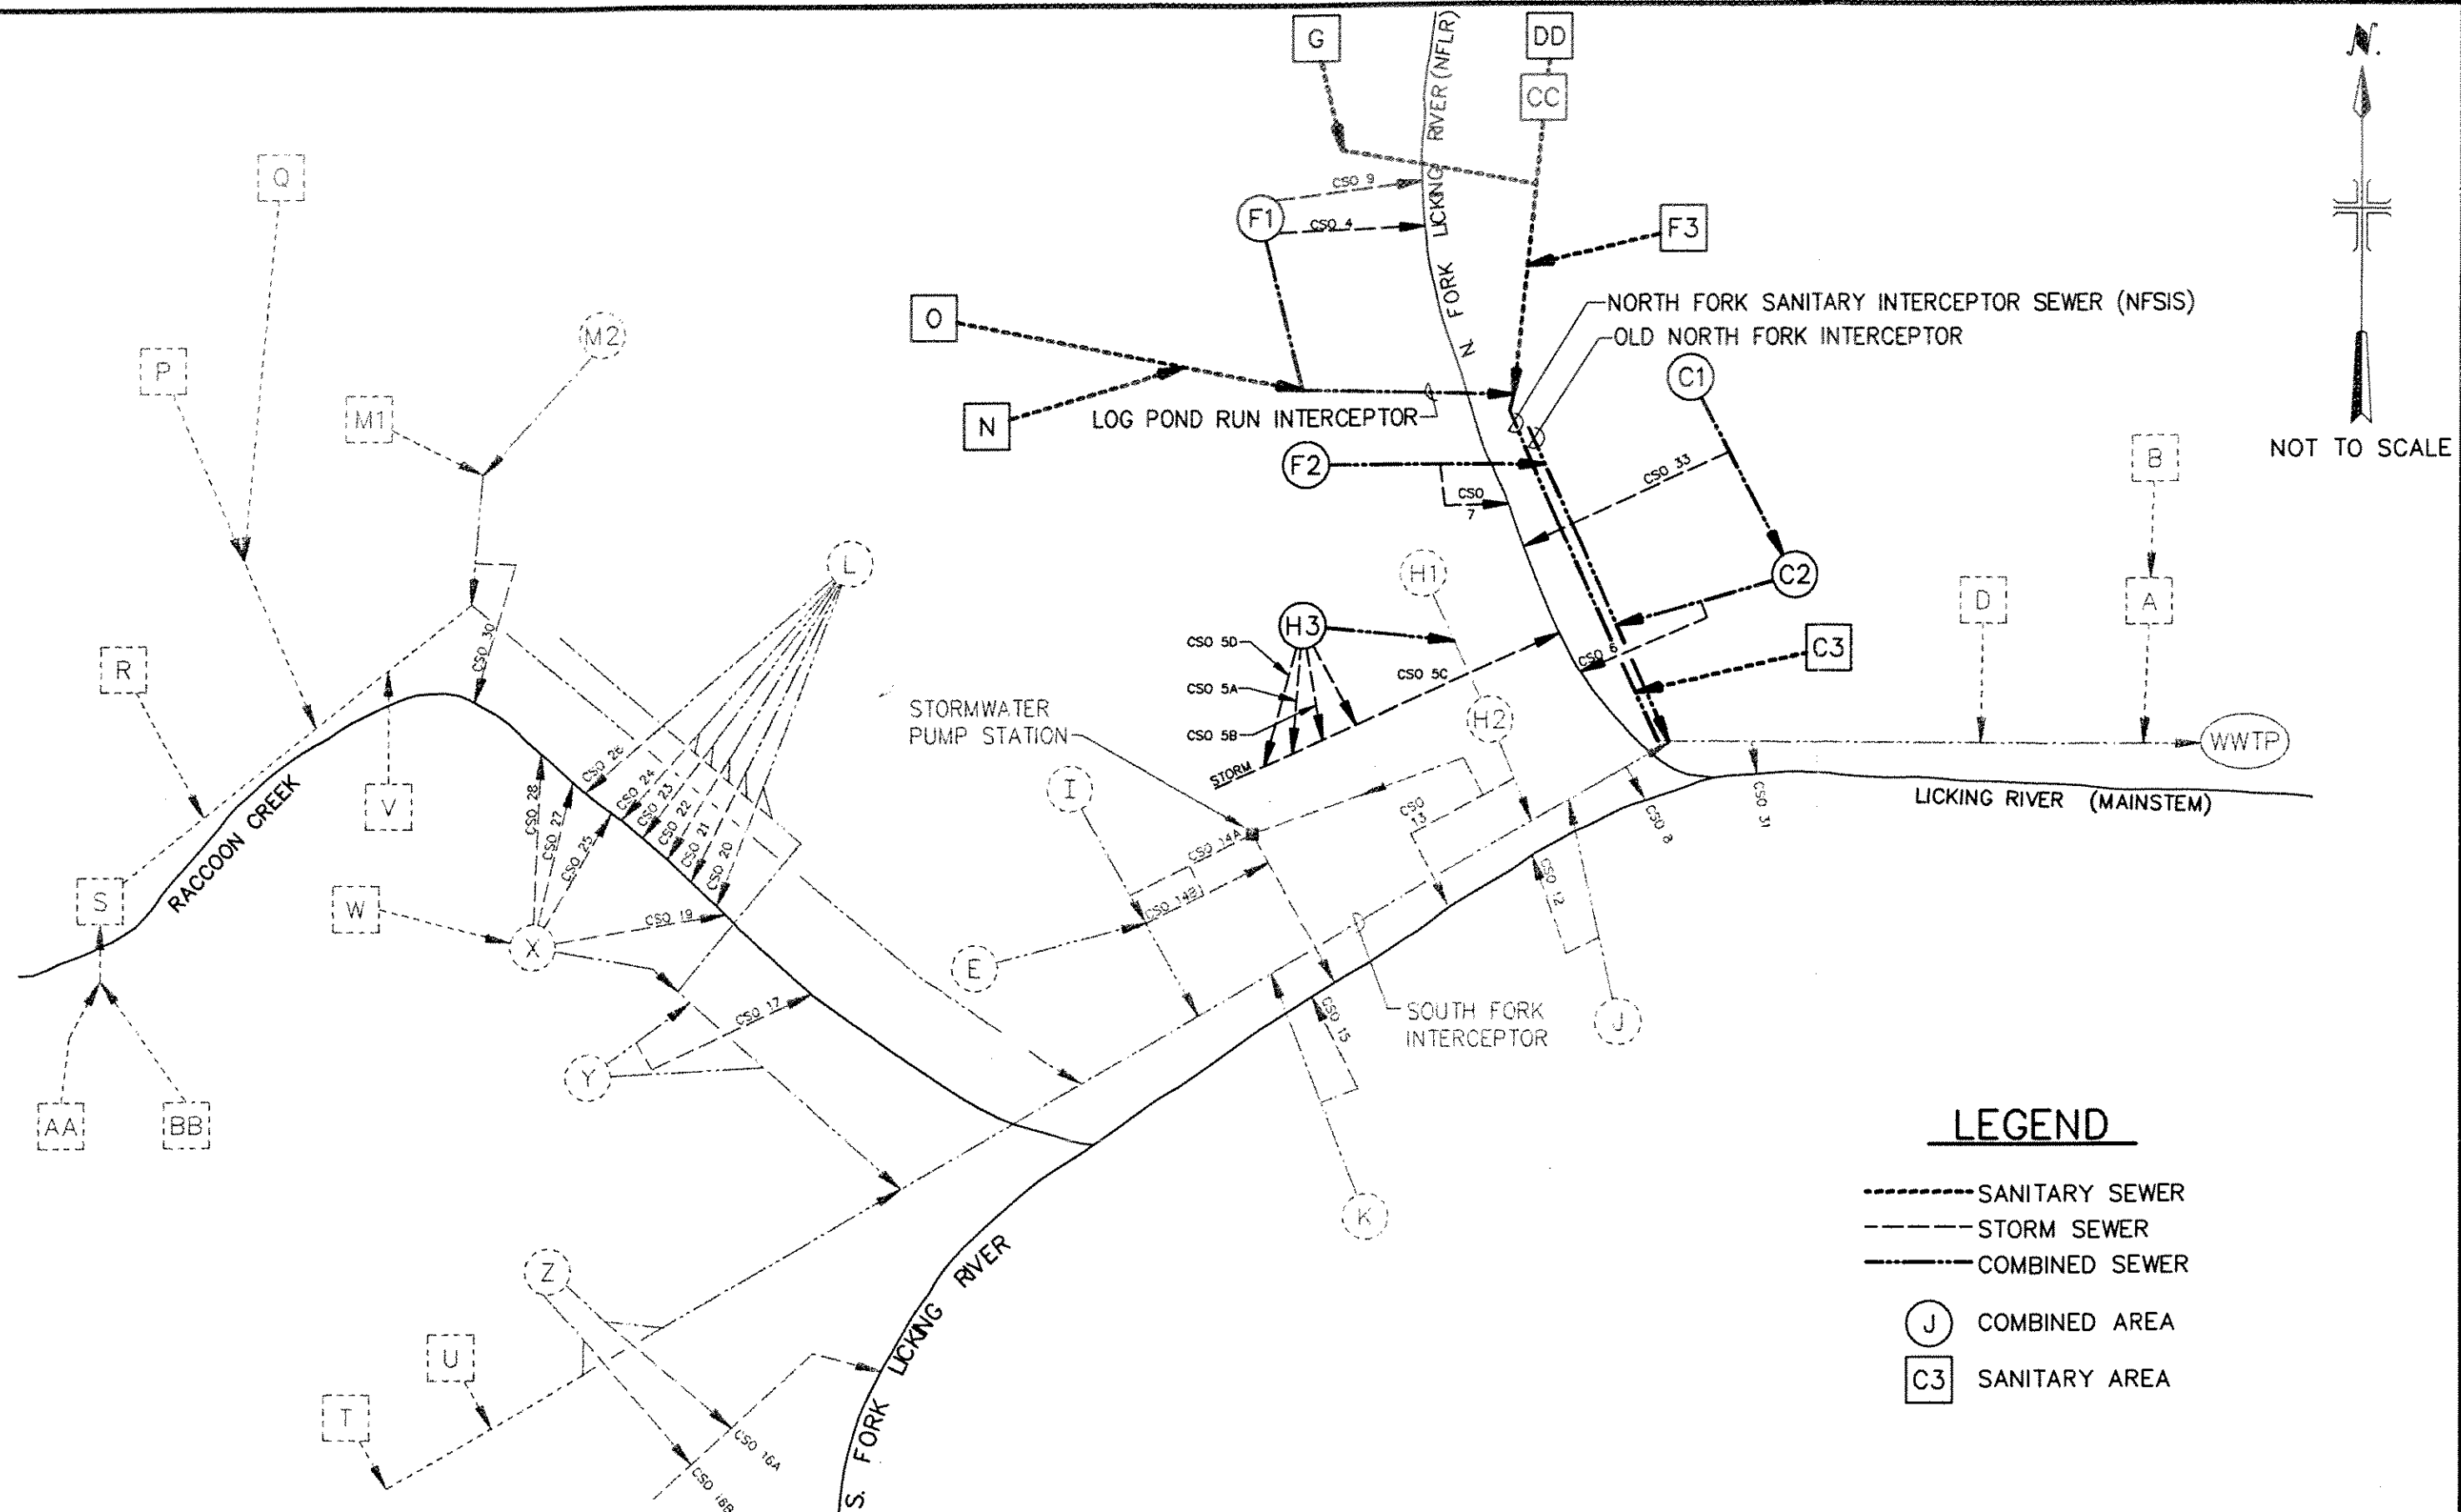 G
DD
CC
N.
N FORK LICKING RIVER (NFLR)
Q
CSO 9
F1
CSO 4
F3
O
NORTH FORK SANITARY INTERCEPTOR SEWER (NFSIS)
OLD NORTH FORK INTERCEPTOR
M2
P
C1
M1
N
LOG POND RUN INTERCEPTOR
NOT TO SCALE
B
F2
CSO 33
CSO
7
L
H1
C2
D
A
H3
CSO 5D
CSO 30
R
CSO 5A
CSO 5C
CSO 6
C3
CSO 5B
STORMWATER
PUMP STATION
H2
WWTP
STORM
CSO 26
CSO 24
CSO 23
CSO 22
CSO 21
CSO 20
CSO 28
CSO 27
CSO 25
V
I
CSO
13
CSO 8
CSO 31
LICKING RIVER (MAINSTEM)
RACCOON CREEK
CSO 14A
CSO 14B
CSO 12
S
W
X
CSO 19
E
CSO 17
CSO 15
SOUTH FORK
INTERCEPTOR
J
Y
AA
BB
K
LEGEND
SANITARY SEWER
STORM SEWER
COMBINED SEWER
J COMBINED AREA
C3 SANITARY AREA
Z
S. FORK LICKING RIVER
U
T
CSO 16A
CSO 16B